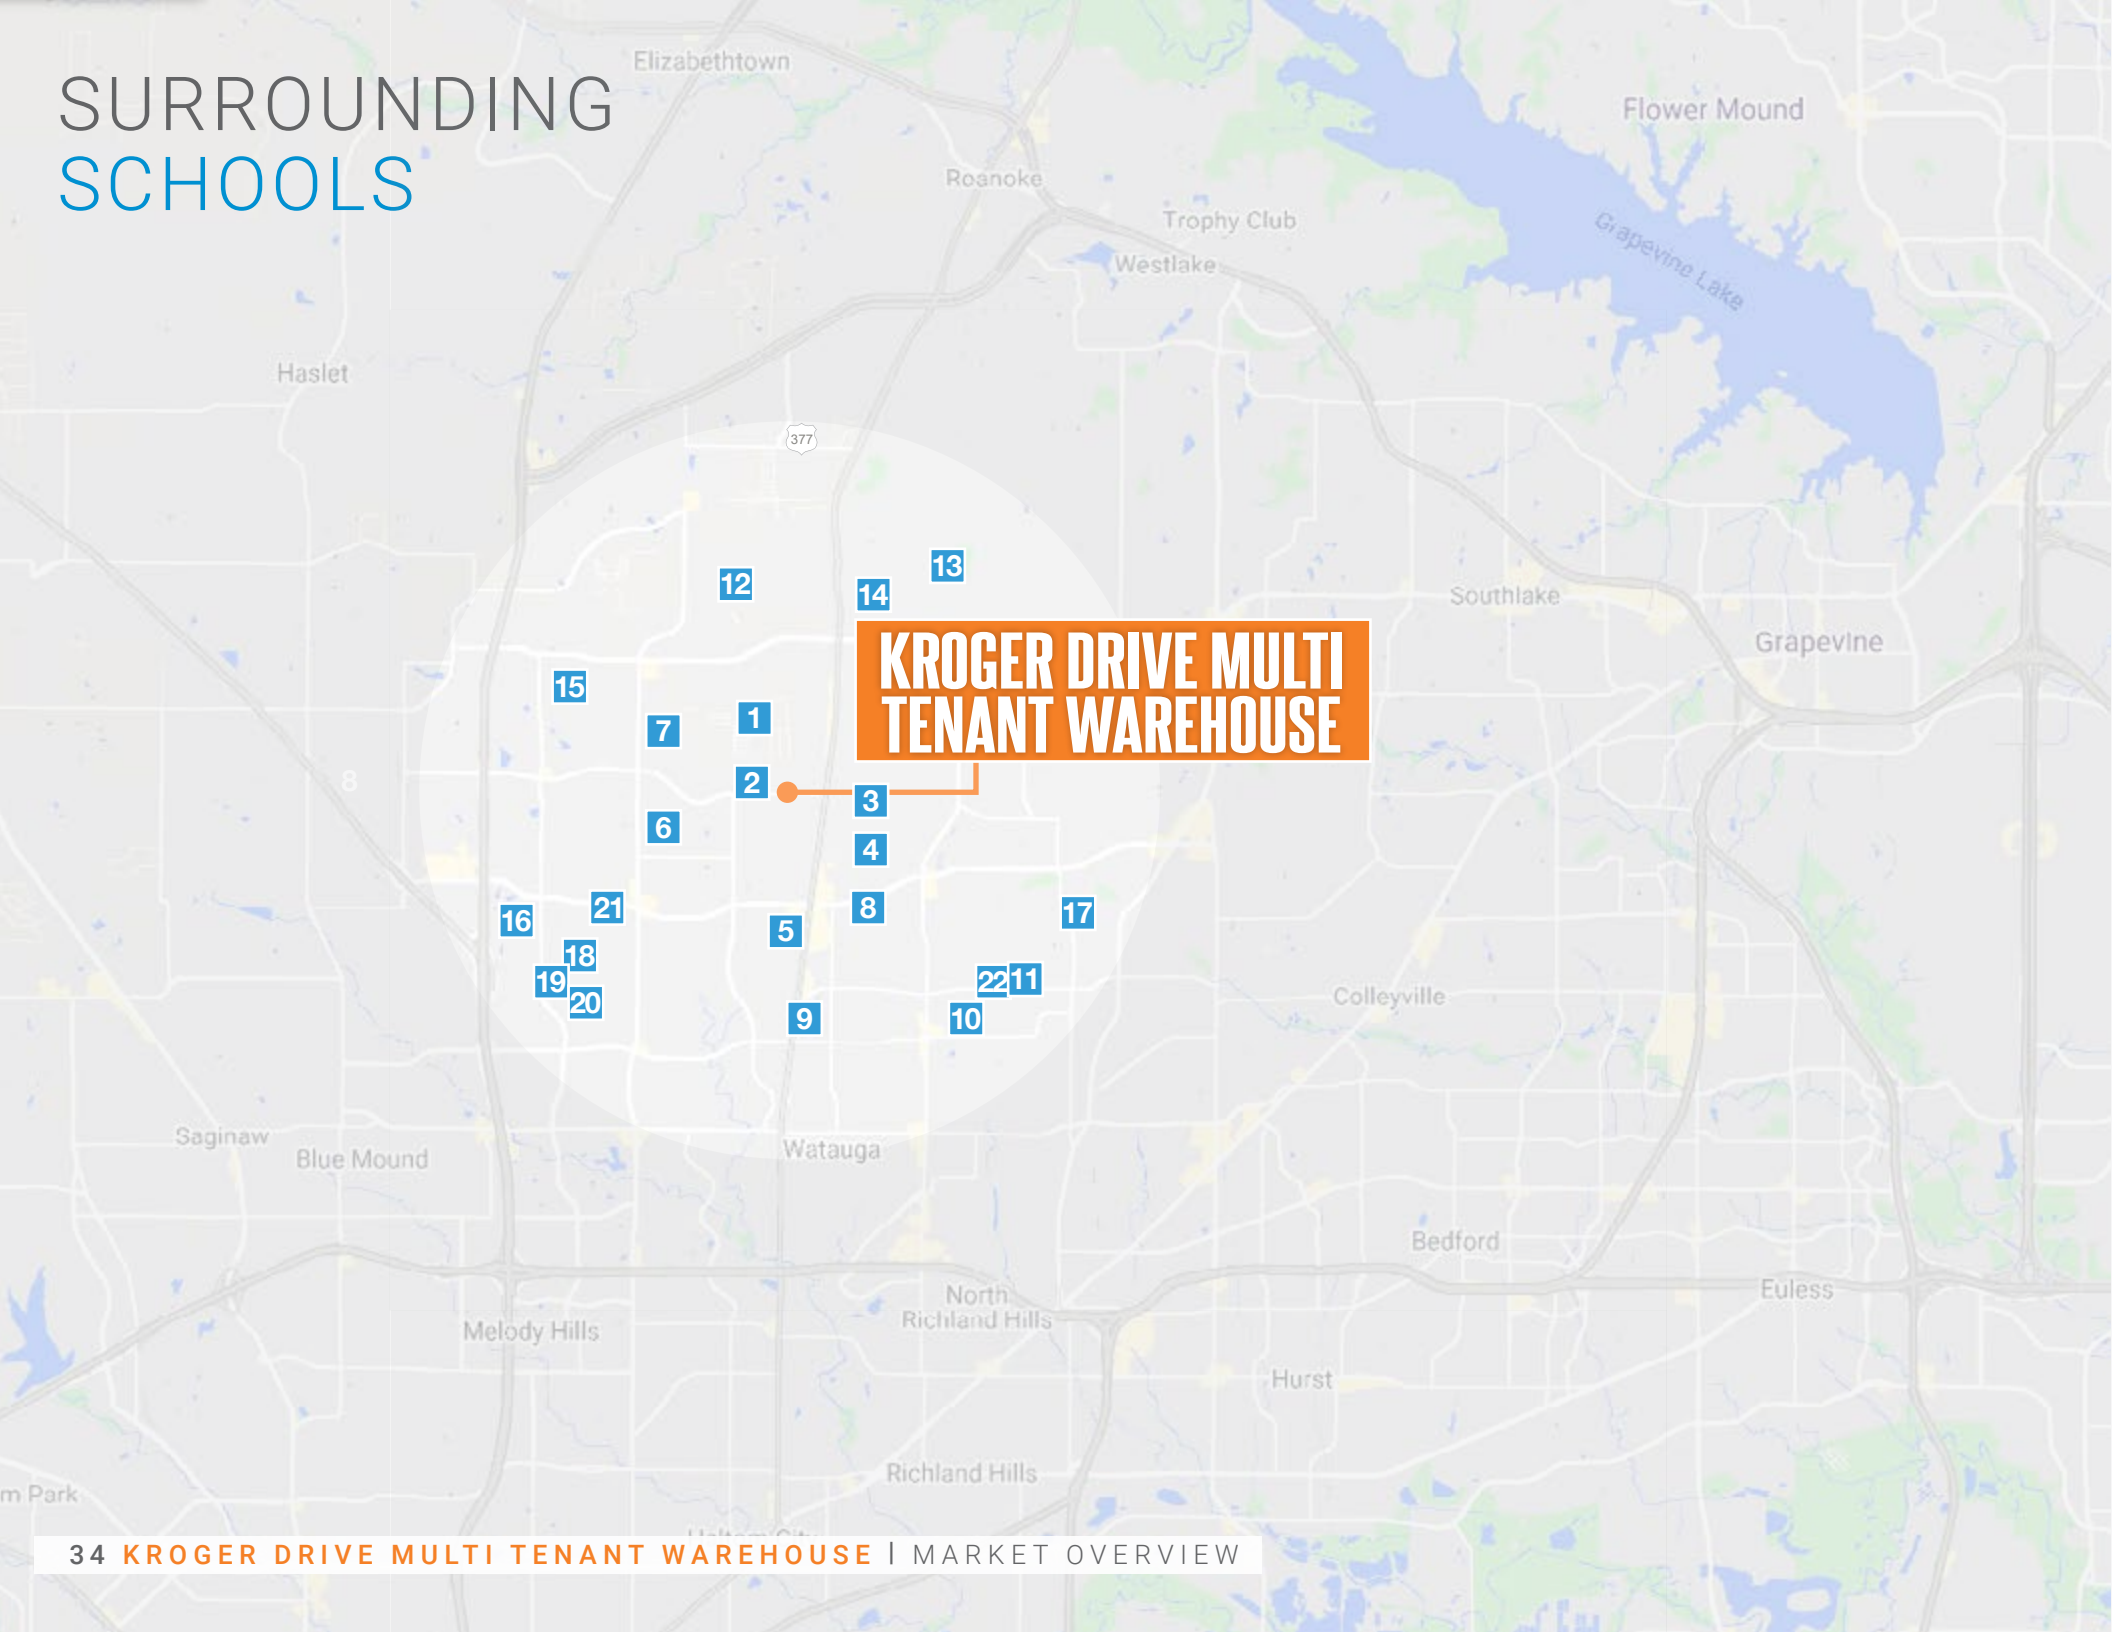 SURROUNDING
SCHOOLS
Elizabethtown
Flower Mound
Roanoke
Trophy Club
Westlake
Grapevine Lake
Haslet
377
13
12
14
Southlake
Grapevine
KROGER DRIVE MULTI
TENANT WAREHOUSE
15
1
7
2
8
3
6
4
21
8
17
16
5
18
22
11
19
20
Colleyville
9
10
Saginaw
Blue Mound
Watauga
Bedford
Euless
North
Richland Hills
Melody Hills
Hurst
Richland Hills
m Park
34 KROGER DRIVE MULTI TENANT WAREHOUSE | MARKET OVERVIEW